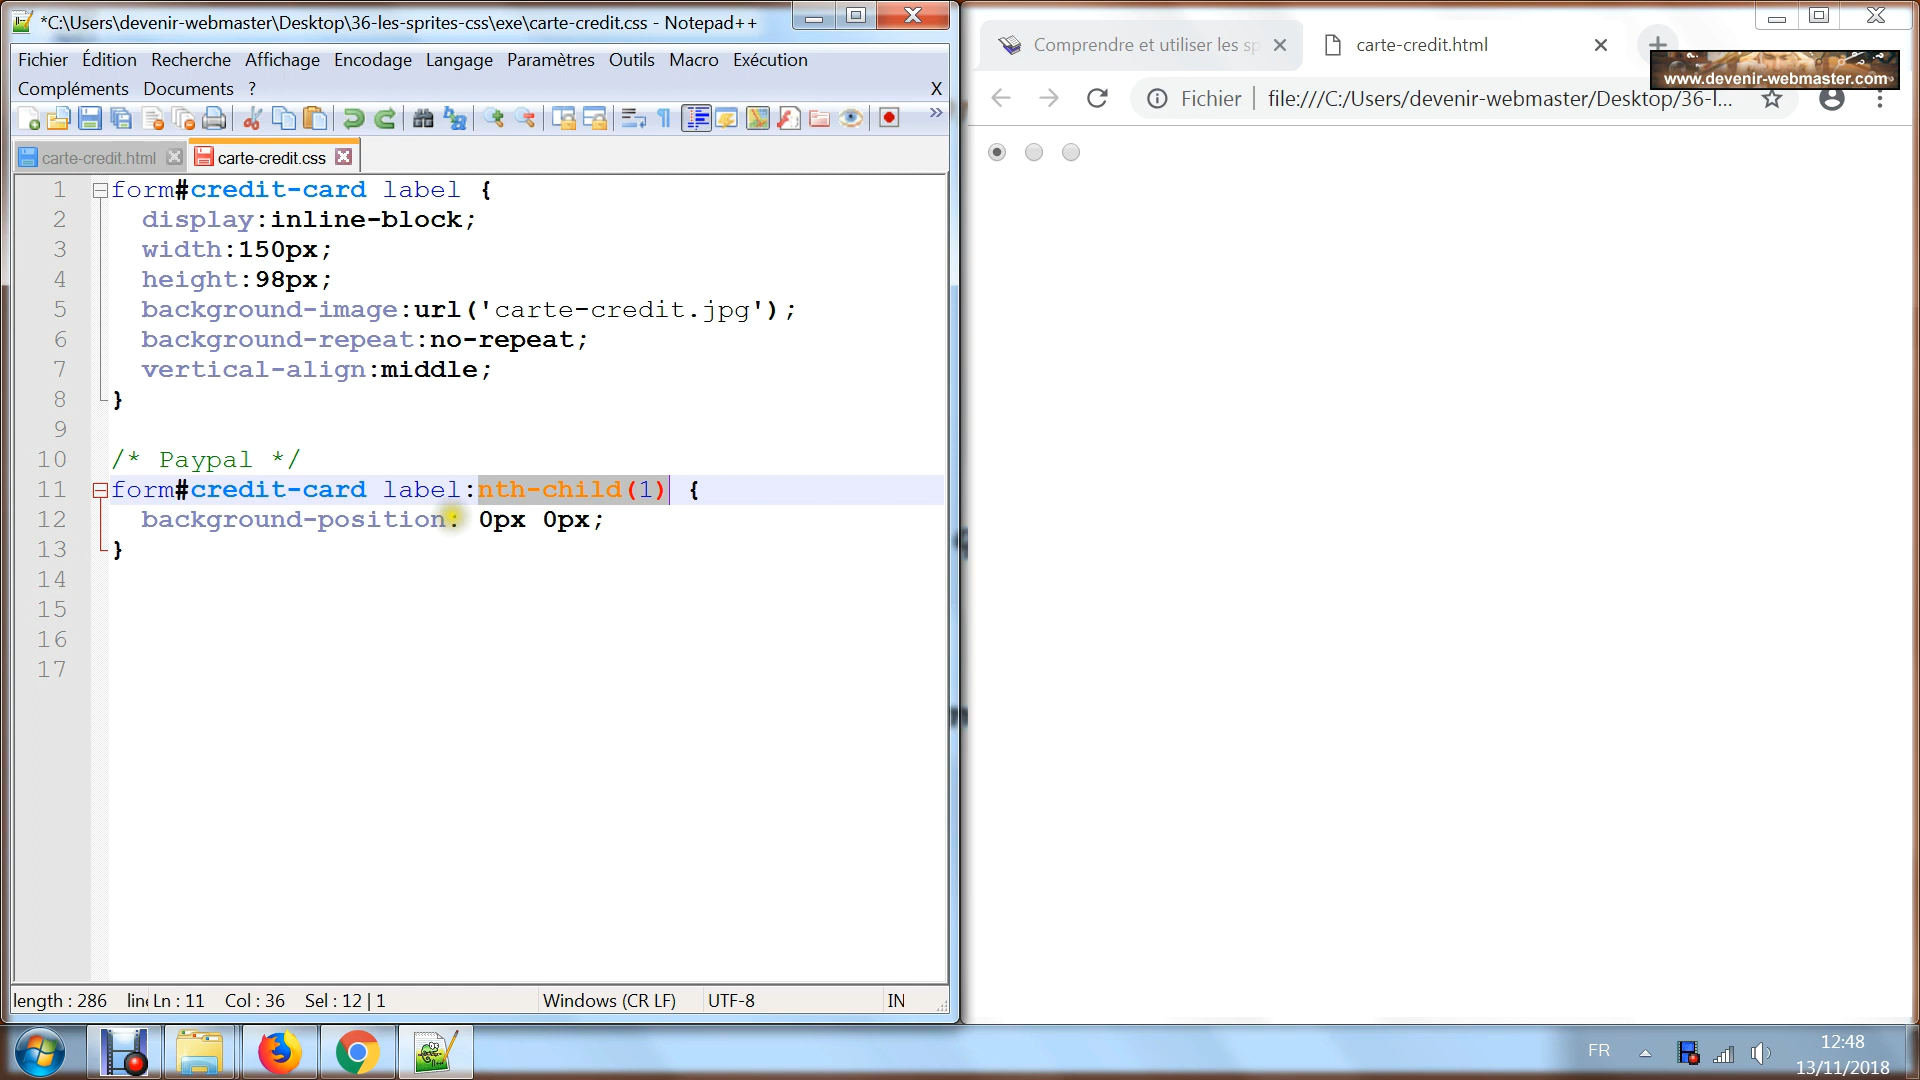 *C:\Users\devenir-webmaster\Desktop\36-les-sprites-css\exe\carte-credit.css - Notepad++
Fichier Édition Recherche Affichage Encodage Langage Paramètres Outils Macro Exécution
Compléments Documents ? X
carte-credit.html carte-credit.css
1 form#credit-card label {
2 display:inline-block;
3 width:150px;
4 height:98px;
5 background-image:url('carte-credit.jpg');
6 background-repeat:no-repeat;
7 vertical-align:middle;
8 }
9
10 /* Paypal */
11 form#credit-card label:nth-child(1) {
12 background-position: 0px 0px;
13 }
14
15
16
17
length : 286 line Ln : 11 Col : 36 Sel : 12 | 1 Windows (CR LF) UTF-8 IN
Comprendre et utiliser les sp carte-credit.html
www.devenir-webmaster.com
Fichier file:///C:/Users/devenir-webmaster/Desktop/36-l...
FR 12:48
13/11/2018